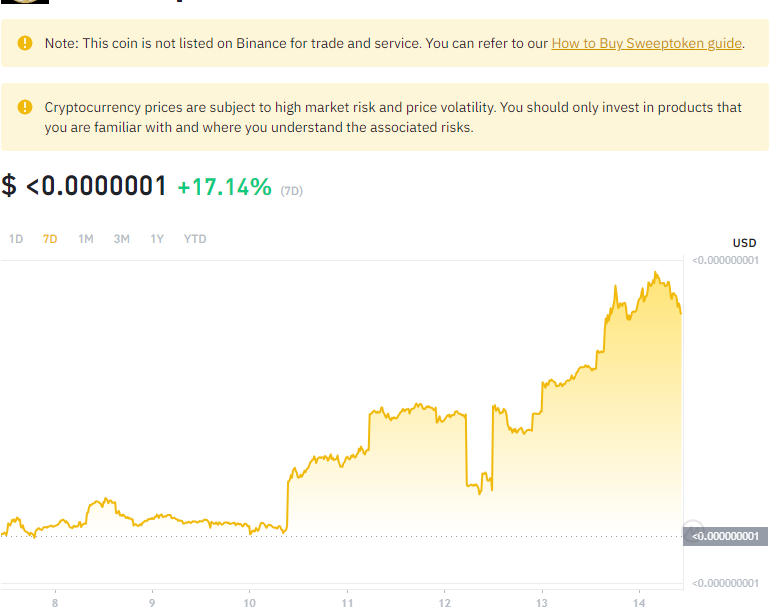 Note: This coin is not listed on Binance for trade and service. You can refer to our How to Buy Sweeptoken guide.
Cryptocurrency prices are subject to high market risk and price volatility. You should only invest in products that
you are familiar with and where you understand the associated risks.
$ <0.0000001 +17.14% (7D)
1D 7D 1M 3M 1Y YTD
USD
<0.000000001
<0.000000001
<0.000000001
8 9 10 11 12 13 14